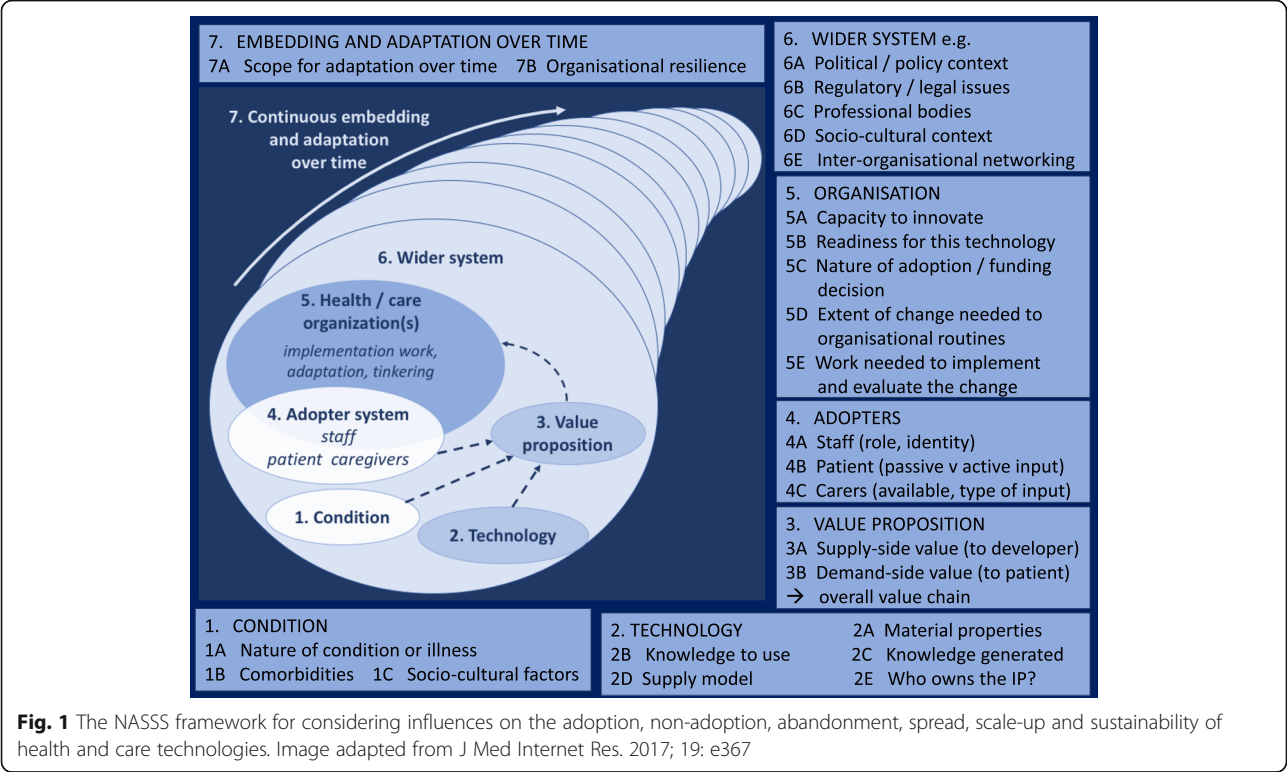 7. EMBEDDING AND ADAPTATION OVER TIME
7A Scope for adaptation over time 7B Organisational resilience
7. Continuous embedding
and adaptation
over time
6. Wider system
5. Health / care
organization(s)
implementation work,
adaptation, tinkering
4. Adopter system
staff
patient caregivers
3. Value
proposition
1. Condition
2. Technology
6. WIDER SYSTEM e.g.
6A Political / policy context
6B Regulatory / legal issues
6C Professional bodies
6D Socio-cultural context
6E Inter-organisational networking
5. ORGANISATION
5A Capacity to innovate
5B Readiness for this technology
5C Nature of adoption / funding
decision
5D Extent of change needed to
organisational routines
5E Work needed to implement
and evaluate the change
4. ADOPTERS
4A Staff (role, identity)
4B Patient (passive v active input)
4C Carers (available, type of input)
3. VALUE PROPOSITION
3A Supply-side value (to developer)
3B Demand-side value (to patient)
→ overall value chain
1. CONDITION
1A Nature of condition or illness
1B Comorbidities 1C Socio-cultural factors
2. TECHNOLOGY 2A Material properties
2B Knowledge to use 2C Knowledge generated
2D Supply model 2E Who owns the IP?
Fig. 1 The NASSS framework for considering influences on the adoption, non-adoption, abandonment, spread, scale-up and sustainability of
health and care technologies. Image adapted from J Med Internet Res. 2017; 19: e367